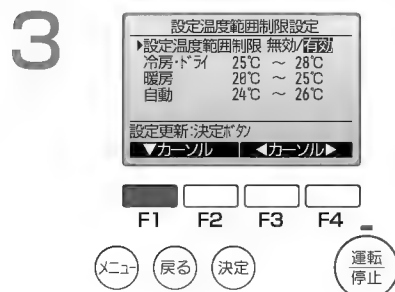 3
設定温度範囲制限設定
▶設定温度範囲制限 無効/有効
冷房・ドライ 25℃ ～ 28℃
暖房 20℃ ～ 25℃
自動 24℃ ～ 26℃
設定更新:決定ボタン
▼カーソル ◀カーソル▶
F1 F2 F3 F4
メニュー 戻る 決定 運転
停止